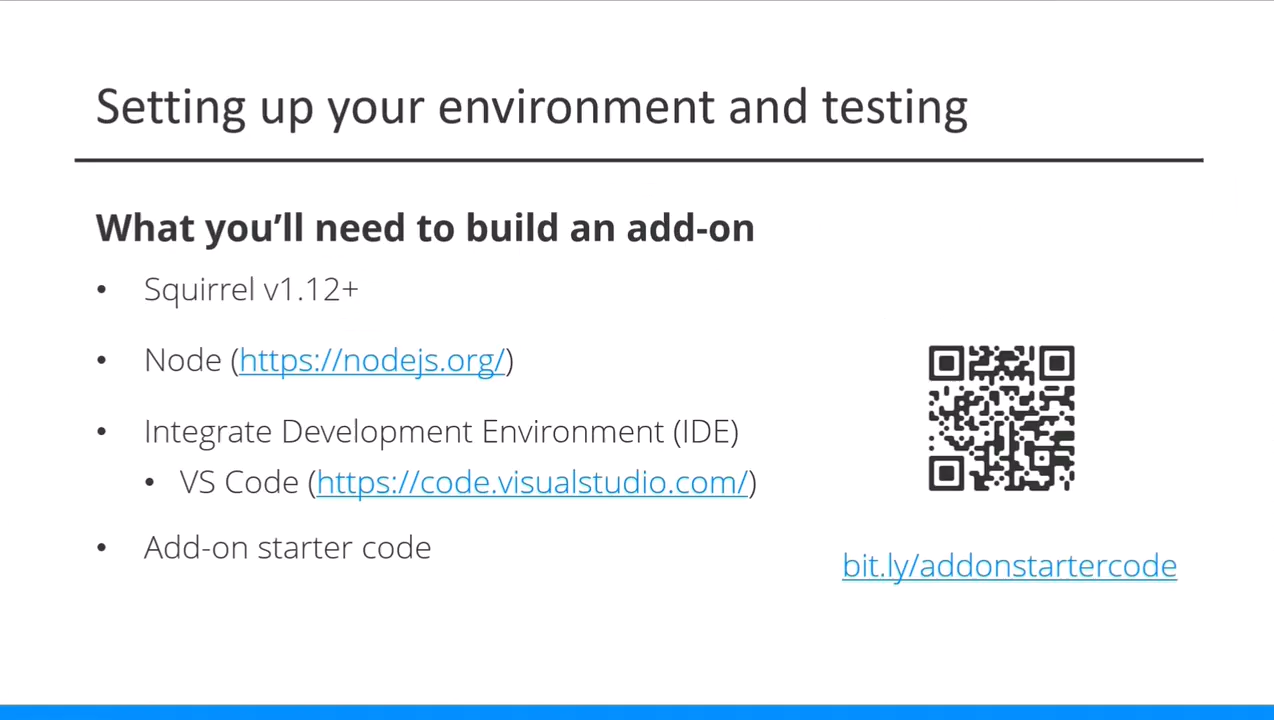 Setting up your environment and testing
What you’ll need to build an add-on
• Squirrel v1.12+
• Node (https://nodejs.org/)
• Integrate Development Environment (IDE)
• VS Code (https://code.visualstudio.com/)
• Add-on starter code
bit.ly/addonstartercode